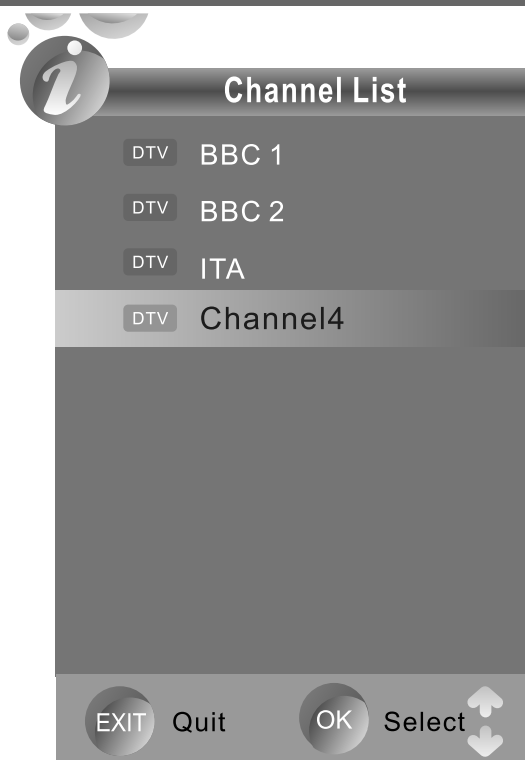 i
Channel List
DTV BBC 1
DTV BBC 2
DTV ITA
DTV Channel4
EXIT Quit OK Select